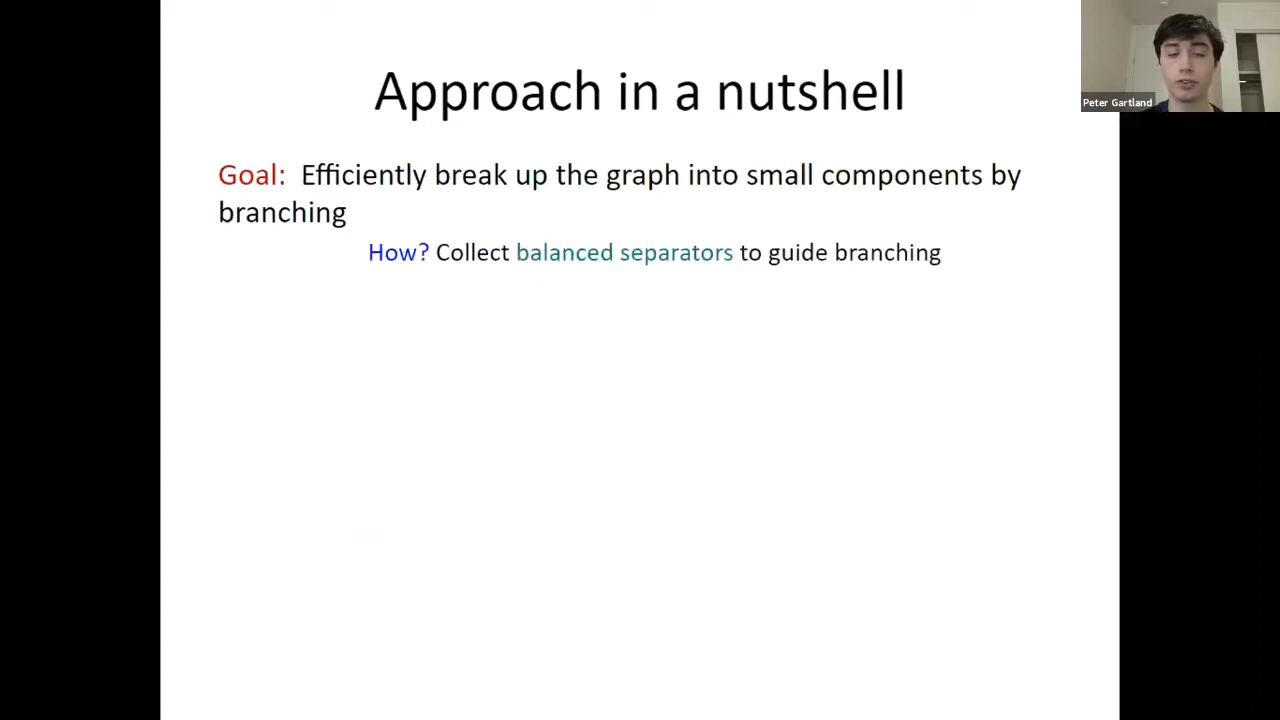 Approach in a nutshell
Peter Gartland
Goal: Efficiently break up the graph into small components by
branching
How? Collect balanced separators to guide branching